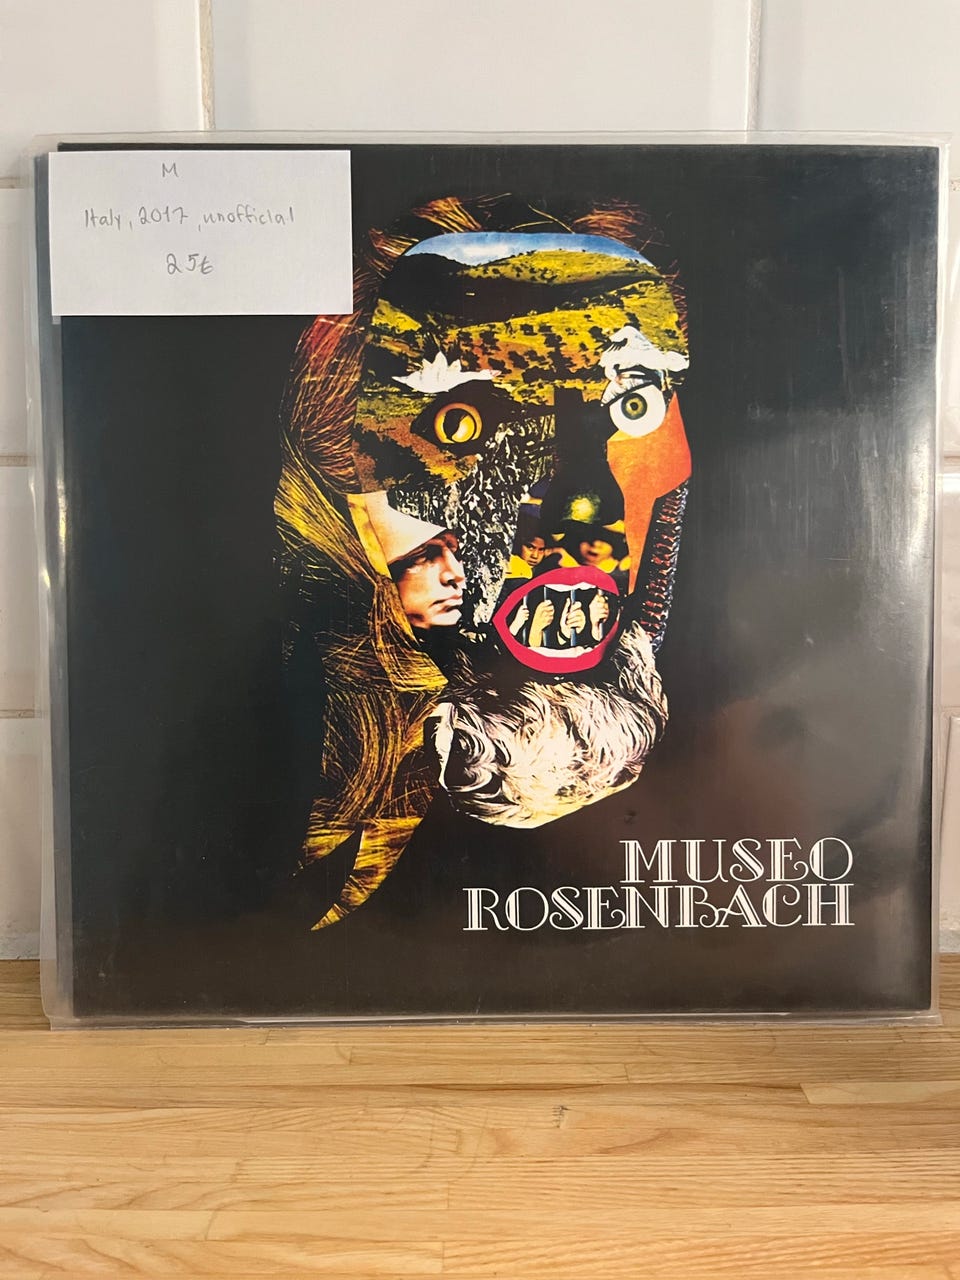 M
Italy, 2017, unofficial
25€
MUSEO
ROSENBACH